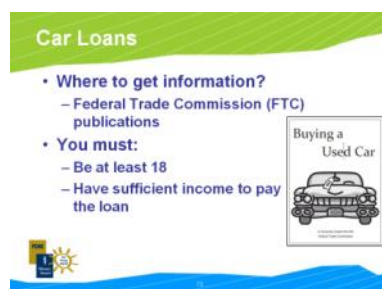 Car Loans
• Where to get information?
– Federal Trade Commission (FTC)
publications
• You must:
– Be at least 18
– Have sufficient income to pay
the loan
Buying a
Used Car